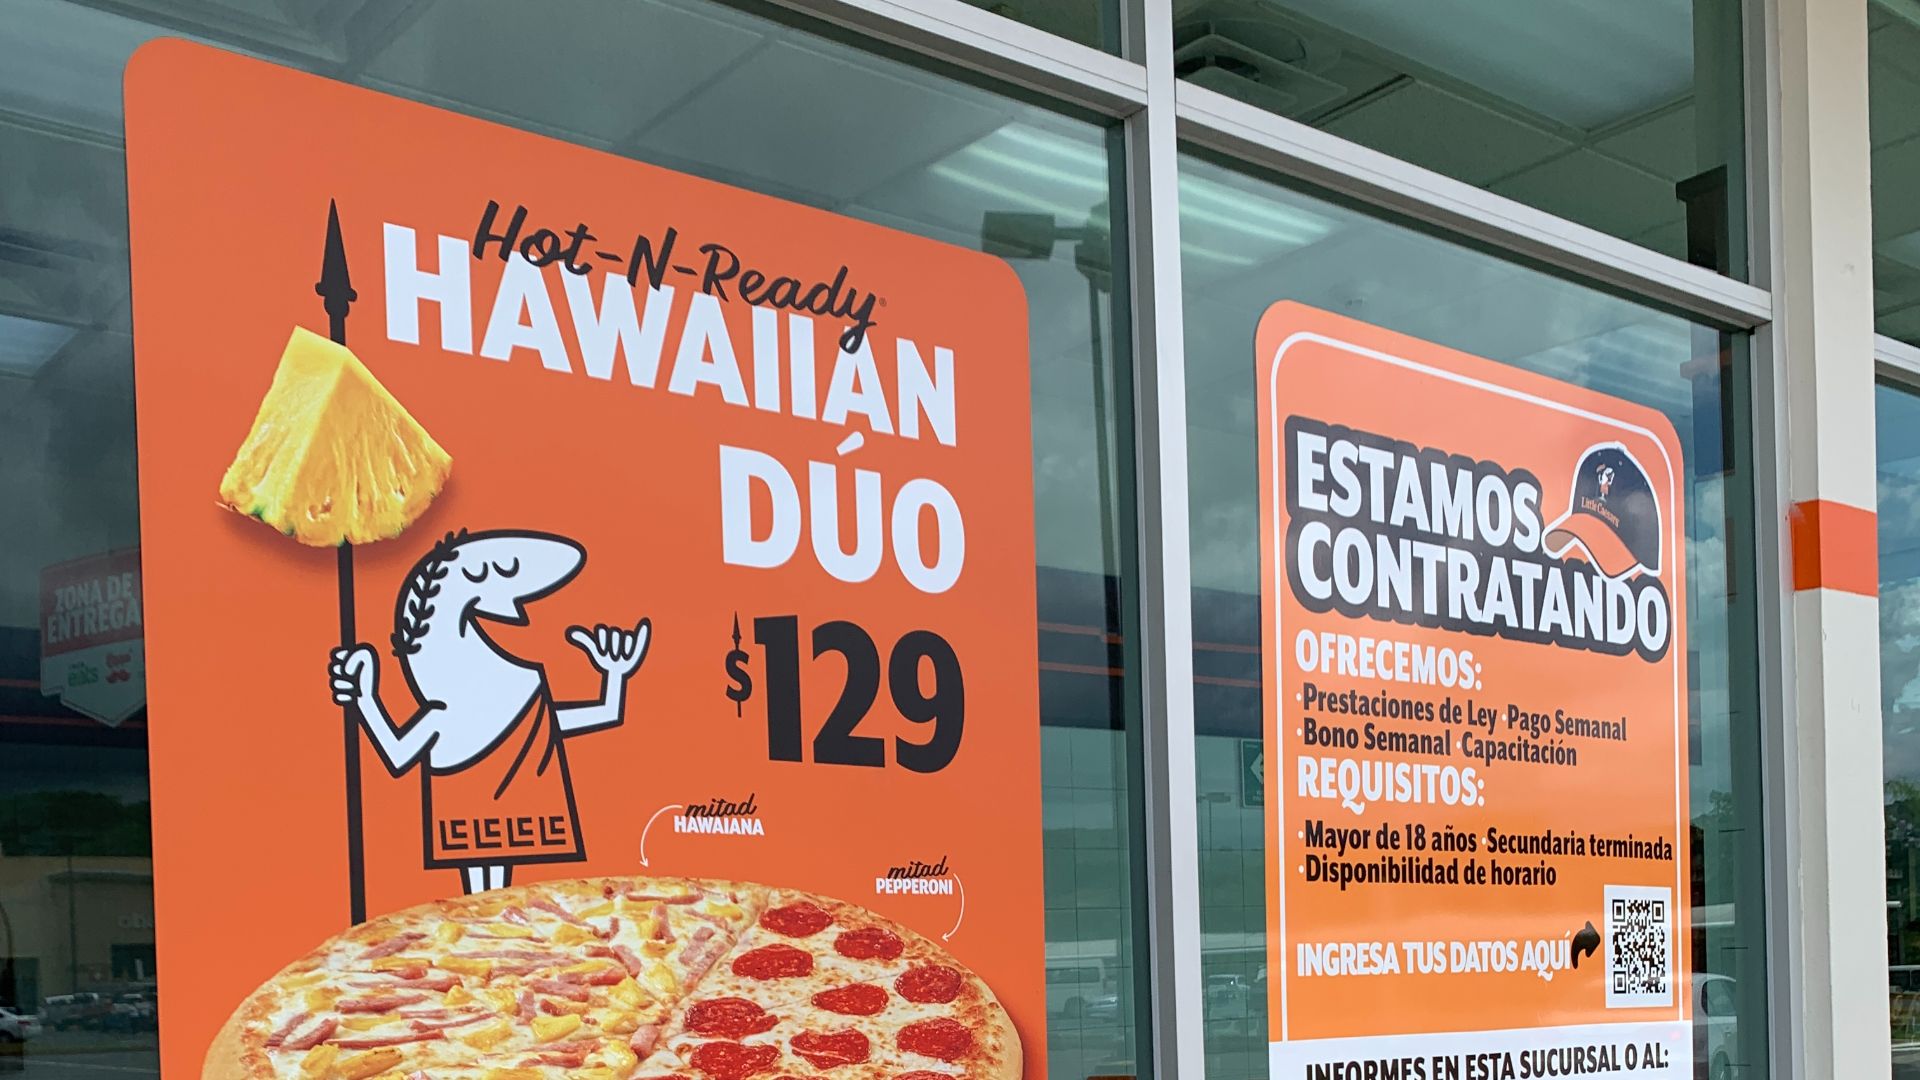 Hot-N-Ready
HAWAIIAN
DÚO
$129
mitad
HAWAIANA
mitad
PEPPERONI
ZONA DE
ENTREGA
ESTAMOS
CONTRATANDO
Little Caesars
OFRECEMOS:
·Prestaciones de Ley ·Pago Semanal
·Bono Semanal ·Capacitación
REQUISITOS:
·Mayor de 18 años ·Secundaria terminada
·Disponibilidad de horario
INGRESA TUS DATOS AQUÍ
INFORMES EN ESTA SUCURSAL O AL: